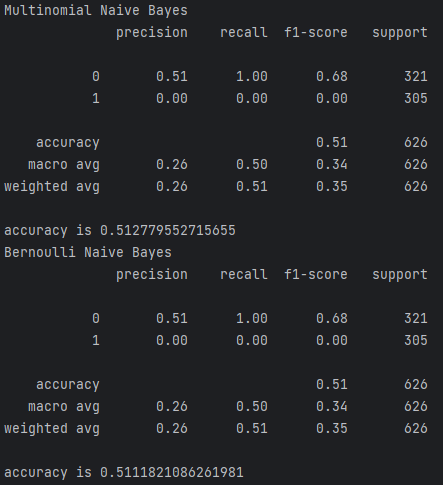 Multinomial Naive Bayes
precision recall f1-score support
0 0.51 1.00 0.68 321
1 0.00 0.00 0.00 305
accuracy 0.51 626
macro avg 0.26 0.50 0.34 626
weighted avg 0.26 0.51 0.35 626
accuracy is 0.512779552715655
Bernoulli Naive Bayes
precision recall f1-score support
0 0.51 1.00 0.68 321
1 0.00 0.00 0.00 305
accuracy 0.51 626
macro avg 0.26 0.50 0.34 626
weighted avg 0.26 0.51 0.35 626
accuracy is 0.5111821086261981